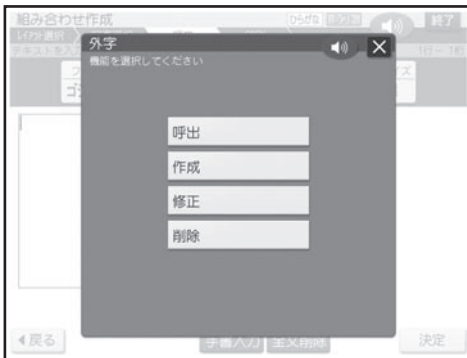 組み合わせ作成
ひらがな
終了
外字
機能を選択してください
呼出
作成
修正
削除
戻る
手書入力
全文削除
決定